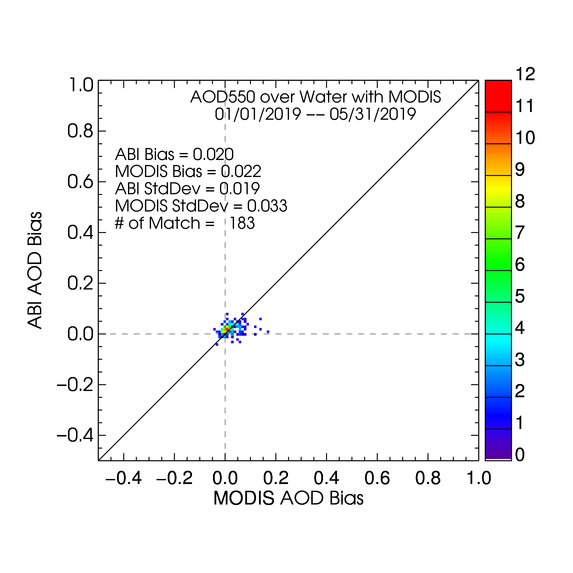 AOD550 over Water with MODIS
01/01/2019 -- 05/31/2019
ABI Bias = 0.020
MODIS Bias = 0.022
ABI StdDev = 0.019
MODIS StdDev = 0.033
# of Match = 183
ABI AOD Bias
1.0
0.8
0.6
0.4
0.2
0.0
−0.2
−0.4
−0.4 −0.2 0.0 0.2 0.4 0.6 0.8 1.0
MODIS AOD Bias
12
11
10
9
8
7
6
5
4
3
2
1
0